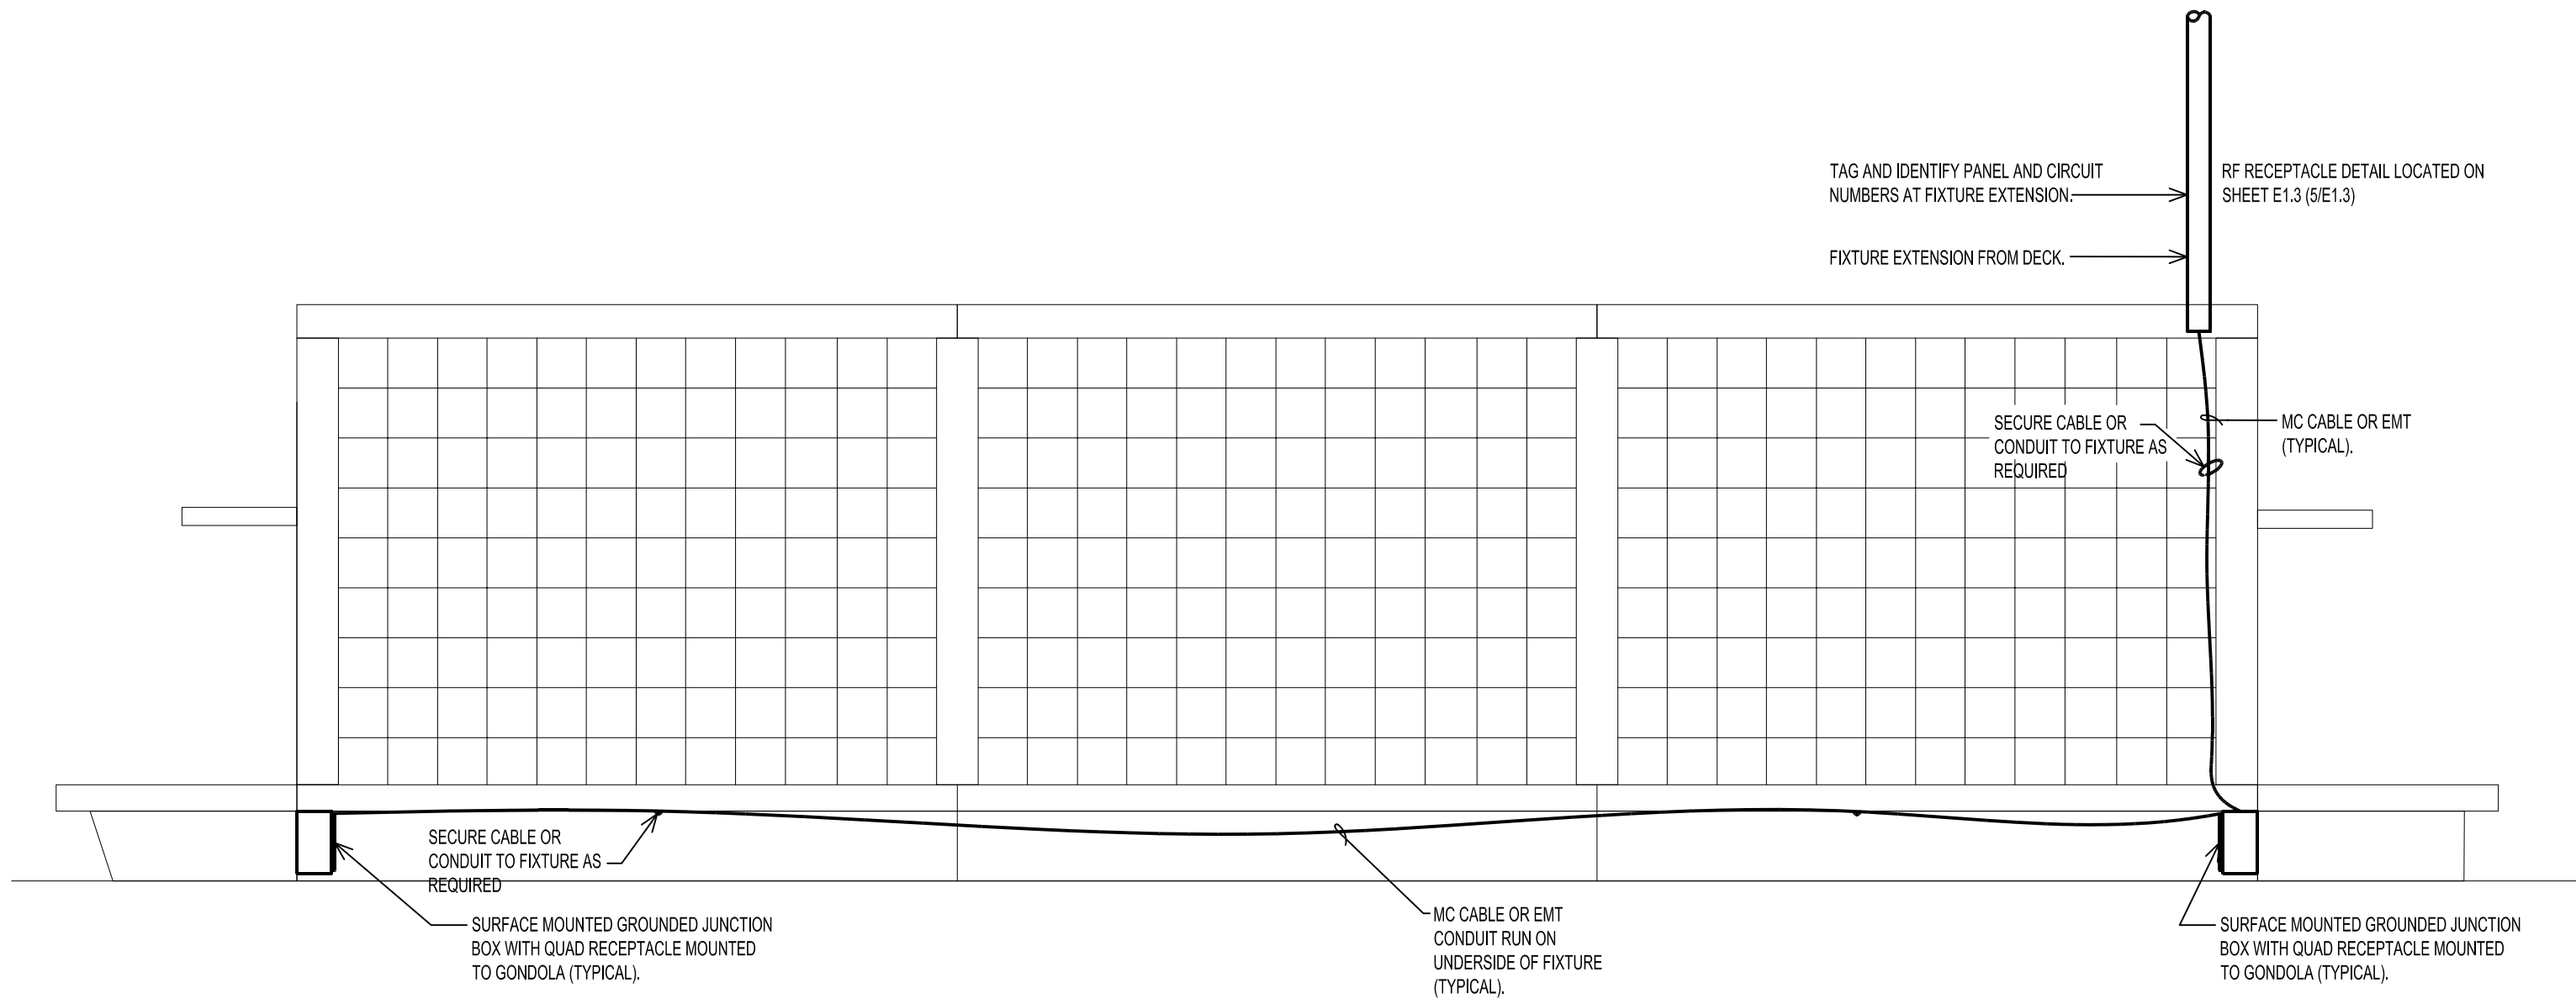 TAG AND IDENTIFY PANEL AND CIRCUIT
NUMBERS AT FIXTURE EXTENSION.
RF RECEPTACLE DETAIL LOCATED ON
SHEET E1.3 (5/E1.3)
FIXTURE EXTENSION FROM DECK.
SECURE CABLE OR
CONDUIT TO FIXTURE AS
REQUIRED
MC CABLE OR EMT
(TYPICAL).
SECURE CABLE OR
CONDUIT TO FIXTURE AS
REQUIRED
SURFACE MOUNTED GROUNDED JUNCTION
BOX WITH QUAD RECEPTACLE MOUNTED
TO GONDOLA (TYPICAL).
MC CABLE OR EMT
CONDUIT RUN ON
UNDERSIDE OF FIXTURE
(TYPICAL).
SURFACE MOUNTED GROUNDED JUNCTION
BOX WITH QUAD RECEPTACLE MOUNTED
TO GONDOLA (TYPICAL).